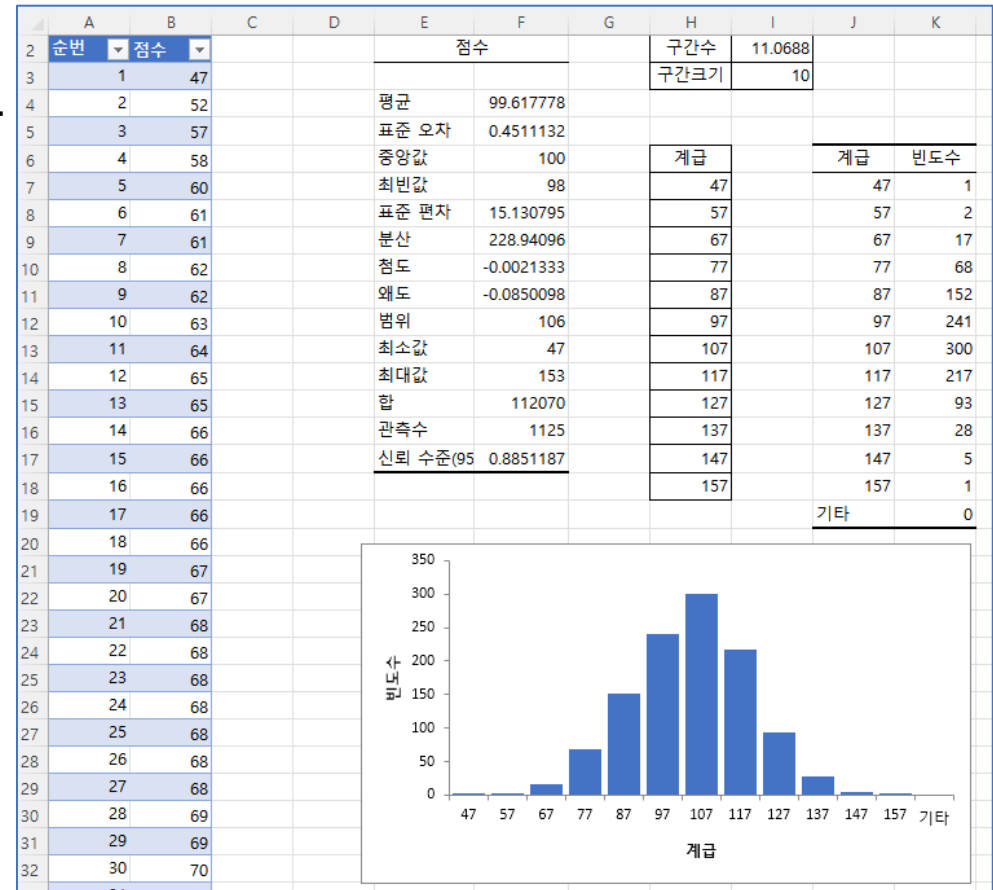 A B C D E F G H I J K
2 순번 점수 점수 구간수 11.0688
3 1 47 구간크기 10
4 2 52 평균 99.617778
5 3 57 표준 오차 0.4511132
6 4 58 중앙값 100 계급 계급 빈도수
7 5 60 최빈값 98 47 47 1
8 6 61 표준 편차 15.130795 57 57 2
9 7 61 분산 228.94096 67 67 17
10 8 62 첨도 -0.0021333 77 77 68
11 9 62 왜도 -0.0850098 87 87 152
12 10 63 범위 106 97 97 241
13 11 64 최소값 47 107 107 300
14 12 65 최대값 153 117 117 217
15 13 65 합 112070 127 127 93
16 14 66 관측수 1125 137 137 28
17 15 66 신뢰 수준(95 0.8851187 147 147 5
18 16 66 157 157 1
19 17 66 기타 0
20 18 66
21 19 67
22 20 67
23 21 68
24 22 68
25 23 68
26 24 68
27 25 68
28 26 68
29 27 68
30 28 69
31 29 69
32 30 70
350
300
250
200
150
100
50
0
빈도수
47 57 67 77 87 97 107 117 127 137 147 157 기타
계급